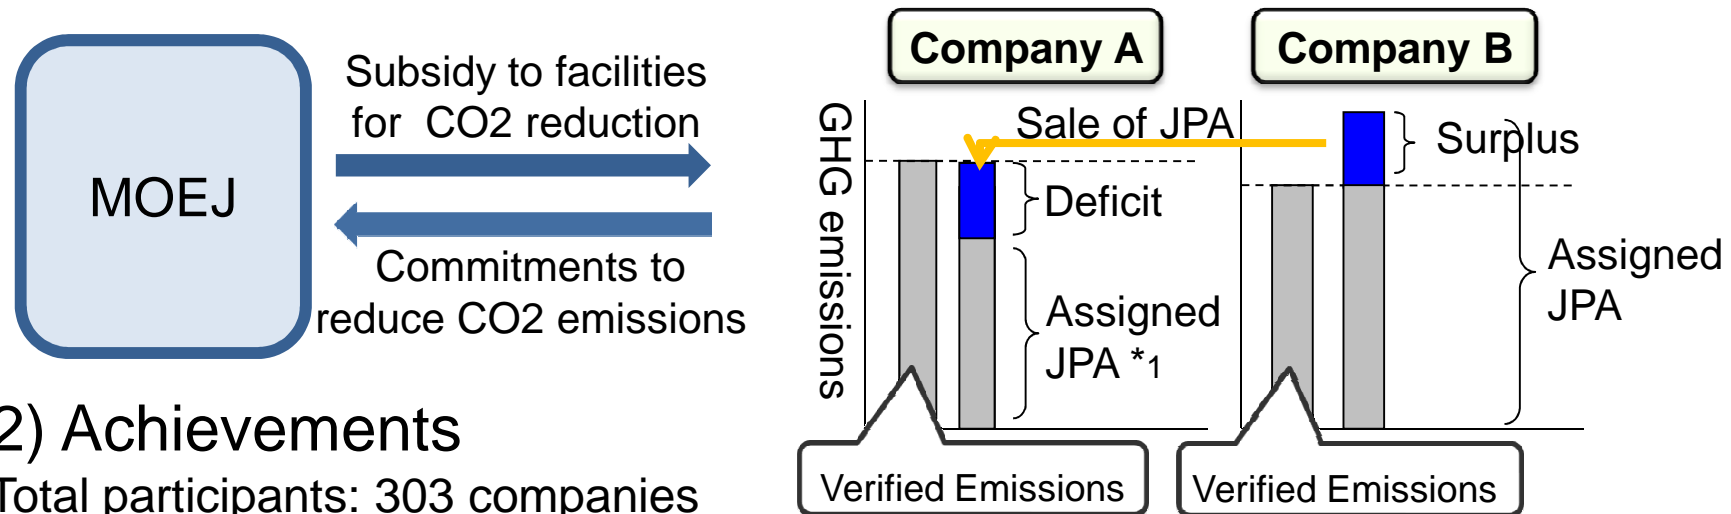 MOEJ
Subsidy to facilities
for CO2 reduction
Commitments to
reduce CO2 emissions
Company A
Company B
GHG emissions
Sale of JPA
Deficit
Assigned
JPA *1
Surplus
Assigned
JPA
Verified Emissions
Verified Emissions
2) Achievements
Total participants: 303 companies